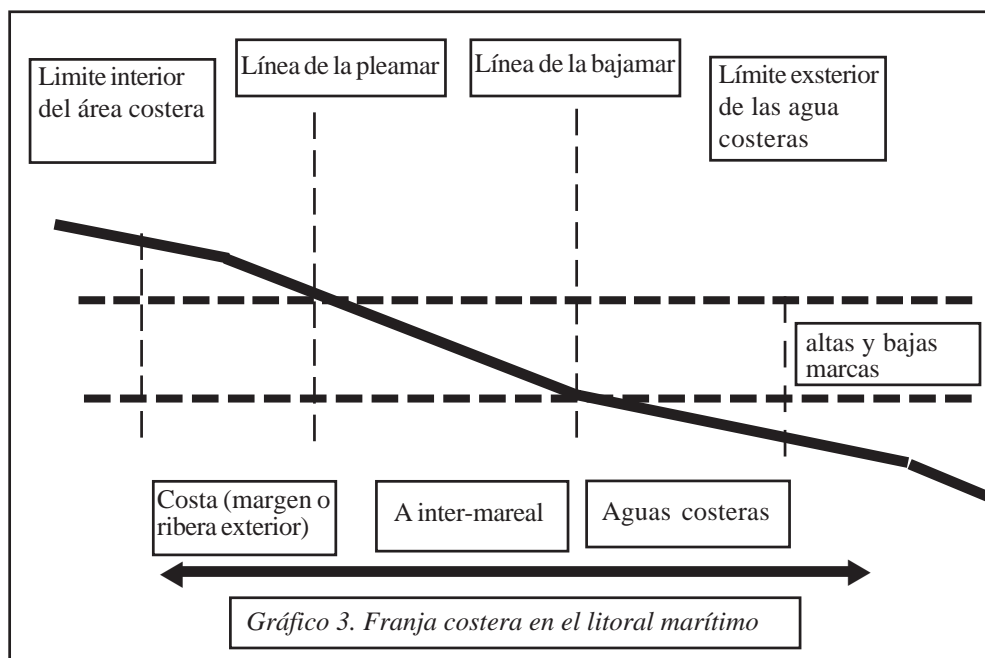 Limite interior
del área costera
Línea de la pleamar
Línea de la bajamar
Límite exsterior
de las agua
costeras
altas y bajas
marcas
Costa (margen o
ribera exterior)
A inter-mareal
Aguas costeras
Gráfico 3. Franja costera en el litoral marítimo